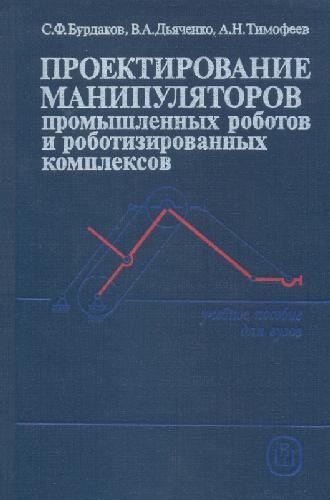 С.Ф.Бурдаков, В.А.Дьяченко, А.Н.Тимофеев
ПРОЕКТИРОВАНИЕ
МАНИПУЛЯТОРОВ
промышленных роботов
и роботизированных
комплексов
учебное пособие
для вузов